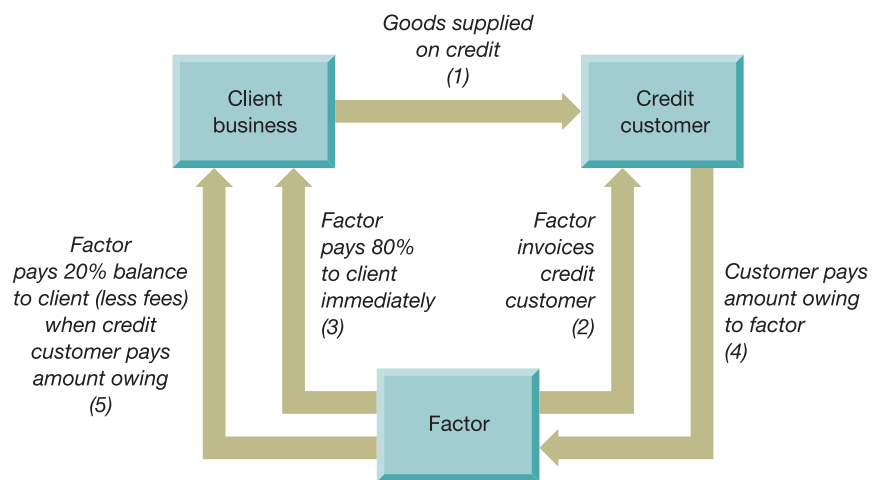 Goods supplied
on credit
(1)
Client
business
Credit
customer
Factor
pays 20% balance
to client (less fees)
when credit
customer pays
amount owing
(5)
Factor
pays 80%
to client
immediately
(3)
Factor
invoices
credit
customer
(2)
Customer pays
amount owing
to factor
(4)
Factor